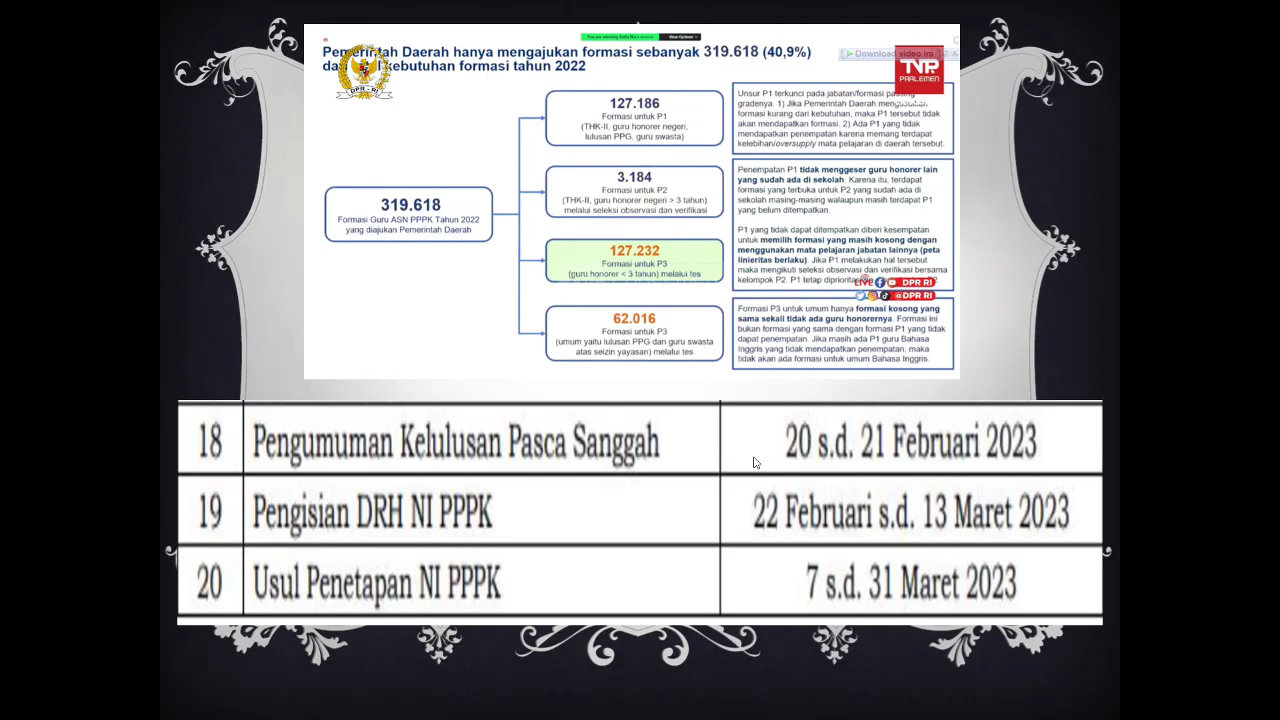 You are viewing
View Options
Pemerintah Daerah hanya mengajukan formasi sebanyak 319.618 (40,9%)
kebutuhan formasi tahun 2022
DPR - RI
Download video ini
TVP
PARLEMEN
319.618
Formasi Guru ASN PPPK Tahun 2022
yang diajukan Pemerintah Daerah
127.186
Formasi untuk P1
(THK-II, guru honorer negeri,
lulusan PPG, guru swasta)
Unsur P1 terkunci pada jabatan/formasi passing
gradenya. 1) Jika Pemerintah Daerah mengusulkan
formasi kurang dari kebutuhan, maka P1 tersebut tidak
akan mendapatkan formasi. 2) Ada P1 yang tidak
mendapatkan penempatan karena memang terdapat
kelebihan/oversupply mata pelajaran di daerah tersebut.
3.184
Formasi untuk P2
(THK-II, guru honorer negeri > 3 tahun)
melalui seleksi observasi dan verifikasi
Penempatan P1 tidak menggeser guru honorer lain
yang sudah ada di sekolah. Karena itu, terdapat
formasi yang terbuka untuk P2 yang sudah ada di
sekolah masing-masing walaupun masih terdapat P1
yang belum ditempatkan.
127.232
Formasi untuk P3
(guru honorer < 3 tahun) melalui tes
P1 yang tidak dapat ditempatkan diberi kesempatan
untuk memilih formasi yang masih kosong dengan
menggunakan mata pelajaran jabatan lainnya (peta
linieritas berlaku). Jika P1 melakukan hal tersebut
maka mengikuti seleksi observasi dan verifikasi bersama
kelompok P2. P1 tetap
LIVE DPR RI
@DPR RI
62.016
Formasi untuk P3
(umum yaitu lulusan PPG dan guru swasta
atas seizin yayasan) melalui tes
Formasi P3 untuk umum hanya formasi kosong yang
sama sekali tidak ada guru honorernya. Formasi ini
bukan formasi yang sama dengan formasi P1 yang tidak
dapat penempatan. Jika masih ada P1 guru Bahasa
Inggris yang tidak mendapatkan penempatan, maka
tidak akan ada formasi untuk umum Bahasa Inggris.
18 Pengumuman Kelulusan Pasca Sanggah 20 s.d. 21 Februari 2023
19 Pengisian DRH NI PPPK 22 Februari s.d. 13 Maret 2023
20 Usul Penetapan NI PPPK 7 s.d. 31 Maret 2023